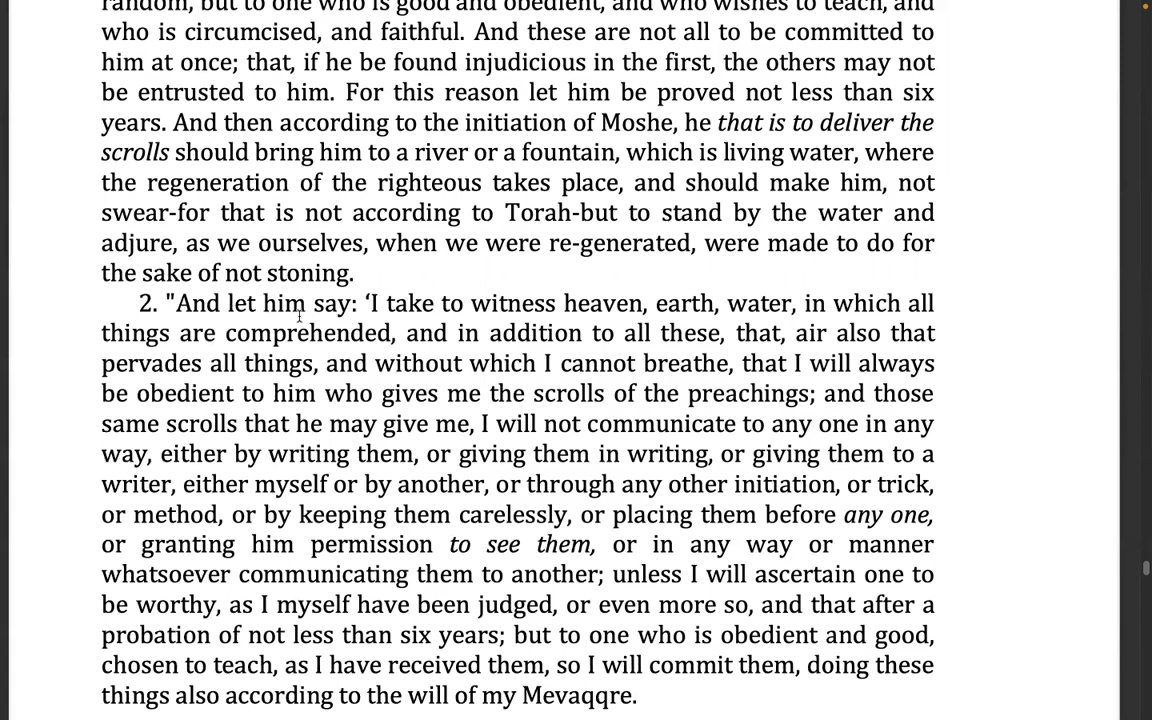 random, but to one who is good and obedient, and who wishes to teach, and
who is circumcised, and faithful. And these are not all to be committed to
him at once; that, if he be found injudicious in the first, the others may not
be entrusted to him. For this reason let him be proved not less than six
years. And then according to the initiation of Moshe, he that is to deliver the
scrolls should bring him to a river or a fountain, which is living water, where
the regeneration of the righteous takes place, and should make him, not
swear-for that is not according to Torah-but to stand by the water and
adjure, as we ourselves, when we were re-generated, were made to do for
the sake of not stoning.
2. "And let him say: ‘I take to witness heaven, earth, water, in which all
things are comprehended, and in addition to all these, that, air also that
pervades all things, and without which I cannot breathe, that I will always
be obedient to him who gives me the scrolls of the preachings; and those
same scrolls that he may give me, I will not communicate to any one in any
way, either by writing them, or giving them in writing, or giving them to a
writer, either myself or by another, or through any other initiation, or trick,
or method, or by keeping them carelessly, or placing them before any one,
or granting him permission to see them, or in any way or manner
whatsoever communicating them to another; unless I will ascertain one to
be worthy, as I myself have been judged, or even more so, and that after a
probation of not less than six years; but to one who is obedient and good,
chosen to teach, as I have received them, so I will commit them, doing these
things also according to the will of my Mevaqqre.